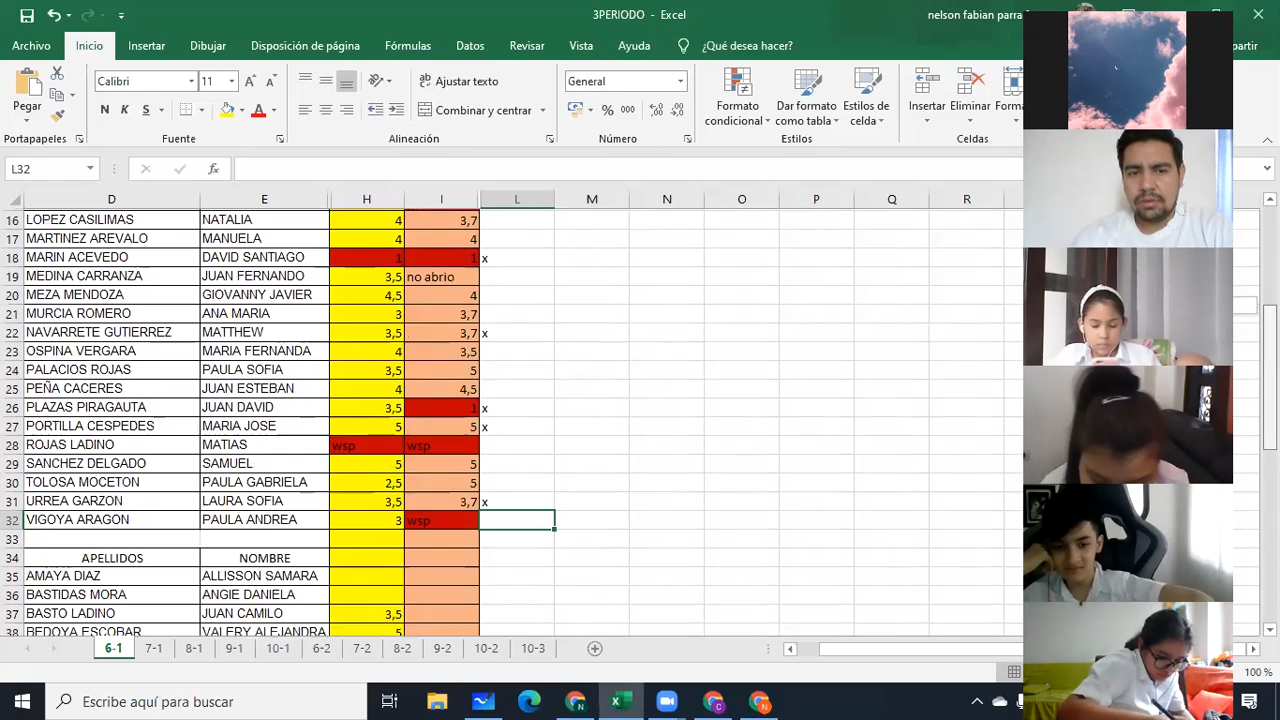 3PERIODO - Excel
nelson fabian parra
Archivo Inicio Insertar Dibujar Disposición de página Fórmulas Datos Revisar Vista Ayuda ¿Qué desea hacer?
Pegar
Calibri 11 A A
N K S
Ajustar texto
Combinar y centrar
General
% 000
Formato condicional
Dar formato como tabla
Estilos de celda
Insertar Eliminar
Portapapeles Fuente Alineación Número Estilos Celdas
L32 fx
D E H I L M N O P Q R
16 LOPEZ CASILIMAS NATALIA 4 3,7
17 MARTINEZ AREVALO MANUELA 4 4
18 MARIN ACEVEDO DAVID SANTIAGO 1 1 x
19 MEDINA CARRANZA JUAN FERNANDO 3,5 no abrio
20 MEZA MENDOZA GIOVANNY JAVIER 4,5 4
21 MURCIA ROMERO ANA MARIA 3 3,7
22 NAVARRETE GUTIERREZ MATTHEW 3,5 3,7 x
23 OSPINA VERGARA MARIA FERNANDA 4 3,5
24 PALACIOS ROJAS PAULA SOFIA 3,5 5
25 PEÑA CACERES JUAN ESTEBAN 4 4,5
26 PLAZAS PIRAGAUTA JUAN DAVID 3,5 1 x
27 PORTILLA CESPEDES MARIA JOSE 5 5 x
28 ROJAS LADINO MATIAS wsp wsp
29 SANCHEZ DELGADO SAMUEL 5 5
30 TOLOSA MOCETON PAULA GABRIELA 2,5 5
31 URREA GARZON LAURA SOFIA 3,5 3,7 x
32 VIGOYA ARAGON PAULA ANDREA 3 wsp
33
34 APELLIDOS NOMBRE
35 AMAYA DIAZ ALLISSON SAMARA
36 BASTIDAS MORA ANGIE DANIELA
37 BASTO LADINO JUAN CAMILO 3,5
38 BEDOYA ESCOBAR VALERY ALEJANDRA 5
6-1 7-1 8-1 9-1 10-1 6-2 7-2 8-2 9-2 10-2 10-3
100 %
Escribe aquí para buscar